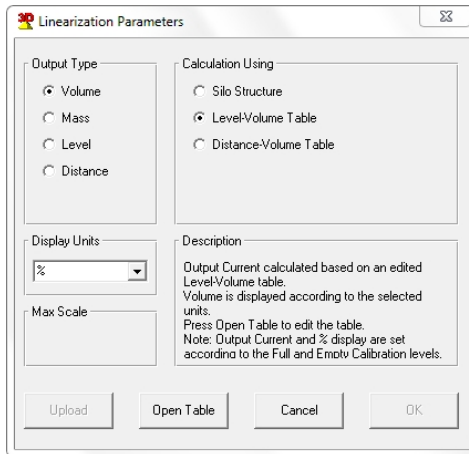 3D Linearization Parameters
Output Type
Volume
Mass
Level
Distance
Calculation Using
Silo Structure
Level-Volume Table
Distance-Volume Table
Display Units
%
Max Scale
Description
Output Current calculated based on an edited
Level-Volume table.
Volume is displayed according to the selected
units.
Press Open Table to edit the table.
Note: Output Current and % display are set
according to the Full and Empty Calibration levels.
Upload
Open Table
Cancel
OK